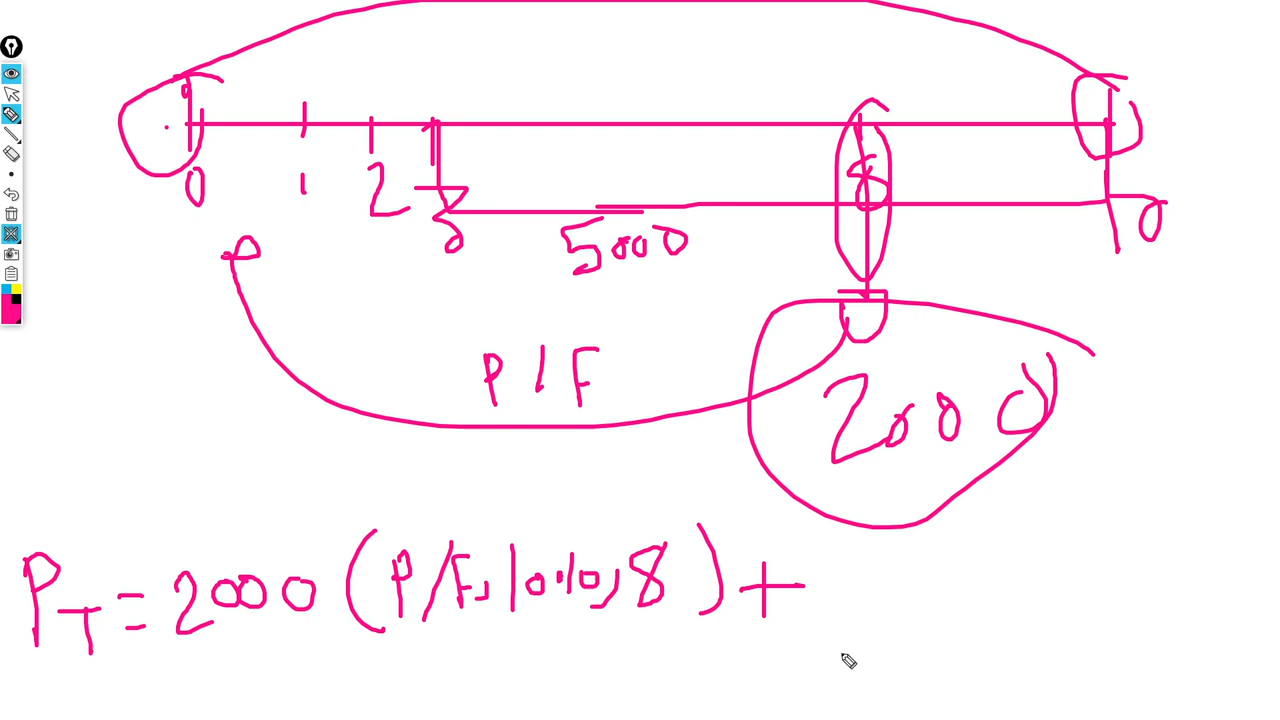 0 1 2 3 8 10
5000
P
P/F
2000
P_T = 2000 (P/F, 10%, 8) +